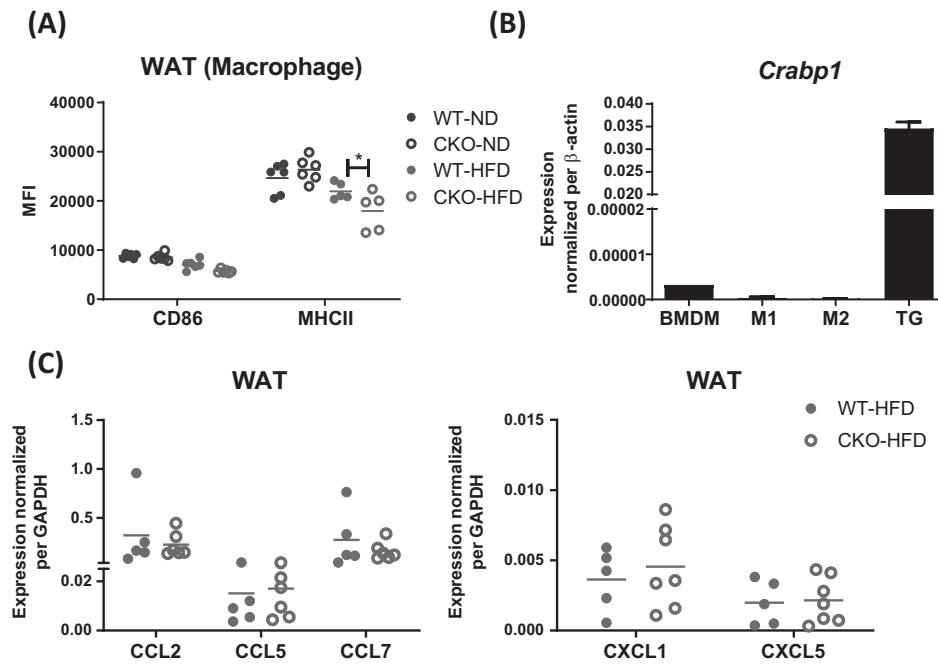 (A)
WAT (Macrophage)
MFI
40000
30000
20000
10000
0
CD86
MHCII
*
WT-ND
CKO-ND
WT-HFD
CKO-HFD
(B)
Crabp1
Expression
normalized per β-actin
0.040
0.035
0.030
0.025
0.020
0.00002
0.00001
0.00000
BMDM
M1
M2
TG
(C)
WAT
Expression normalized
per GAPDH
1.5
1.0
0.5
0.02
0.00
CCL2
CCL5
CCL7
WAT
Expression normalized
per GAPDH
0.015
0.010
0.005
0.000
CXCL1
CXCL5
WT-HFD
CKO-HFD